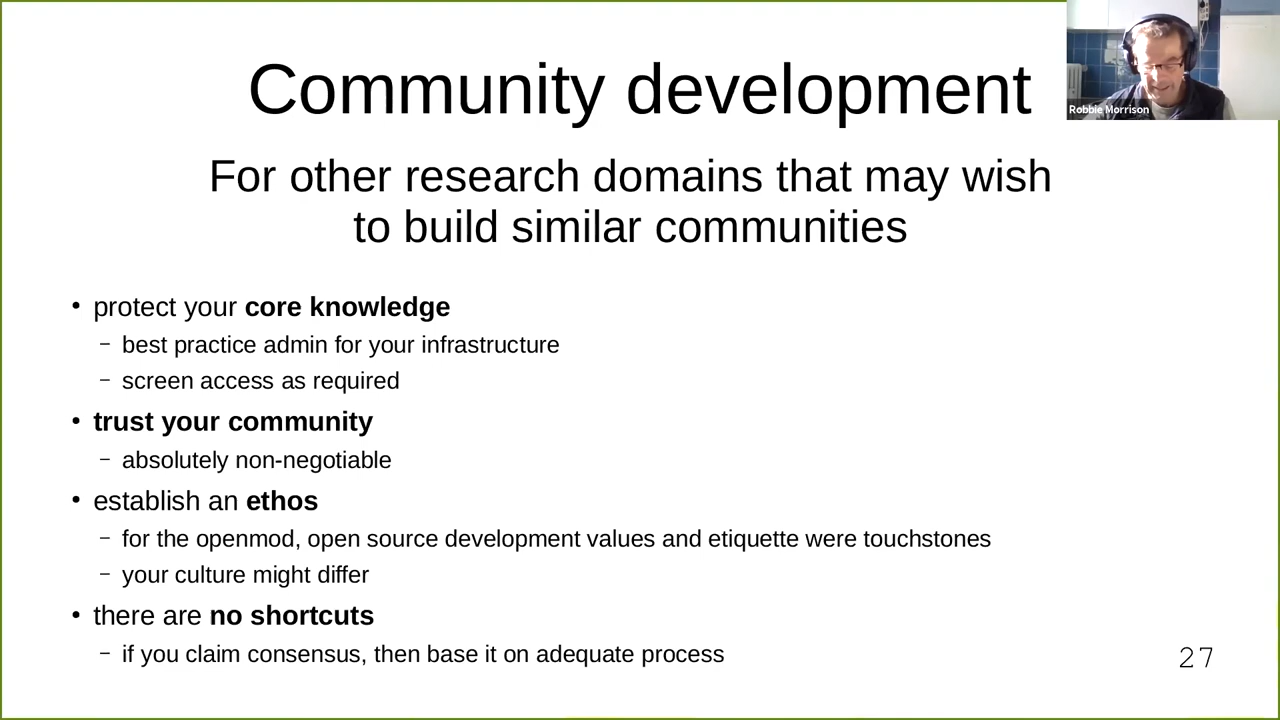 Community development
Robbie Morrison
For other research domains that may wish
to build similar communities
• protect your core knowledge
– best practice admin for your infrastructure
– screen access as required
• trust your community
– absolutely non-negotiable
• establish an ethos
– for the openmod, open source development values and etiquette were touchstones
– your culture might differ
• there are no shortcuts
– if you claim consensus, then base it on adequate process
27